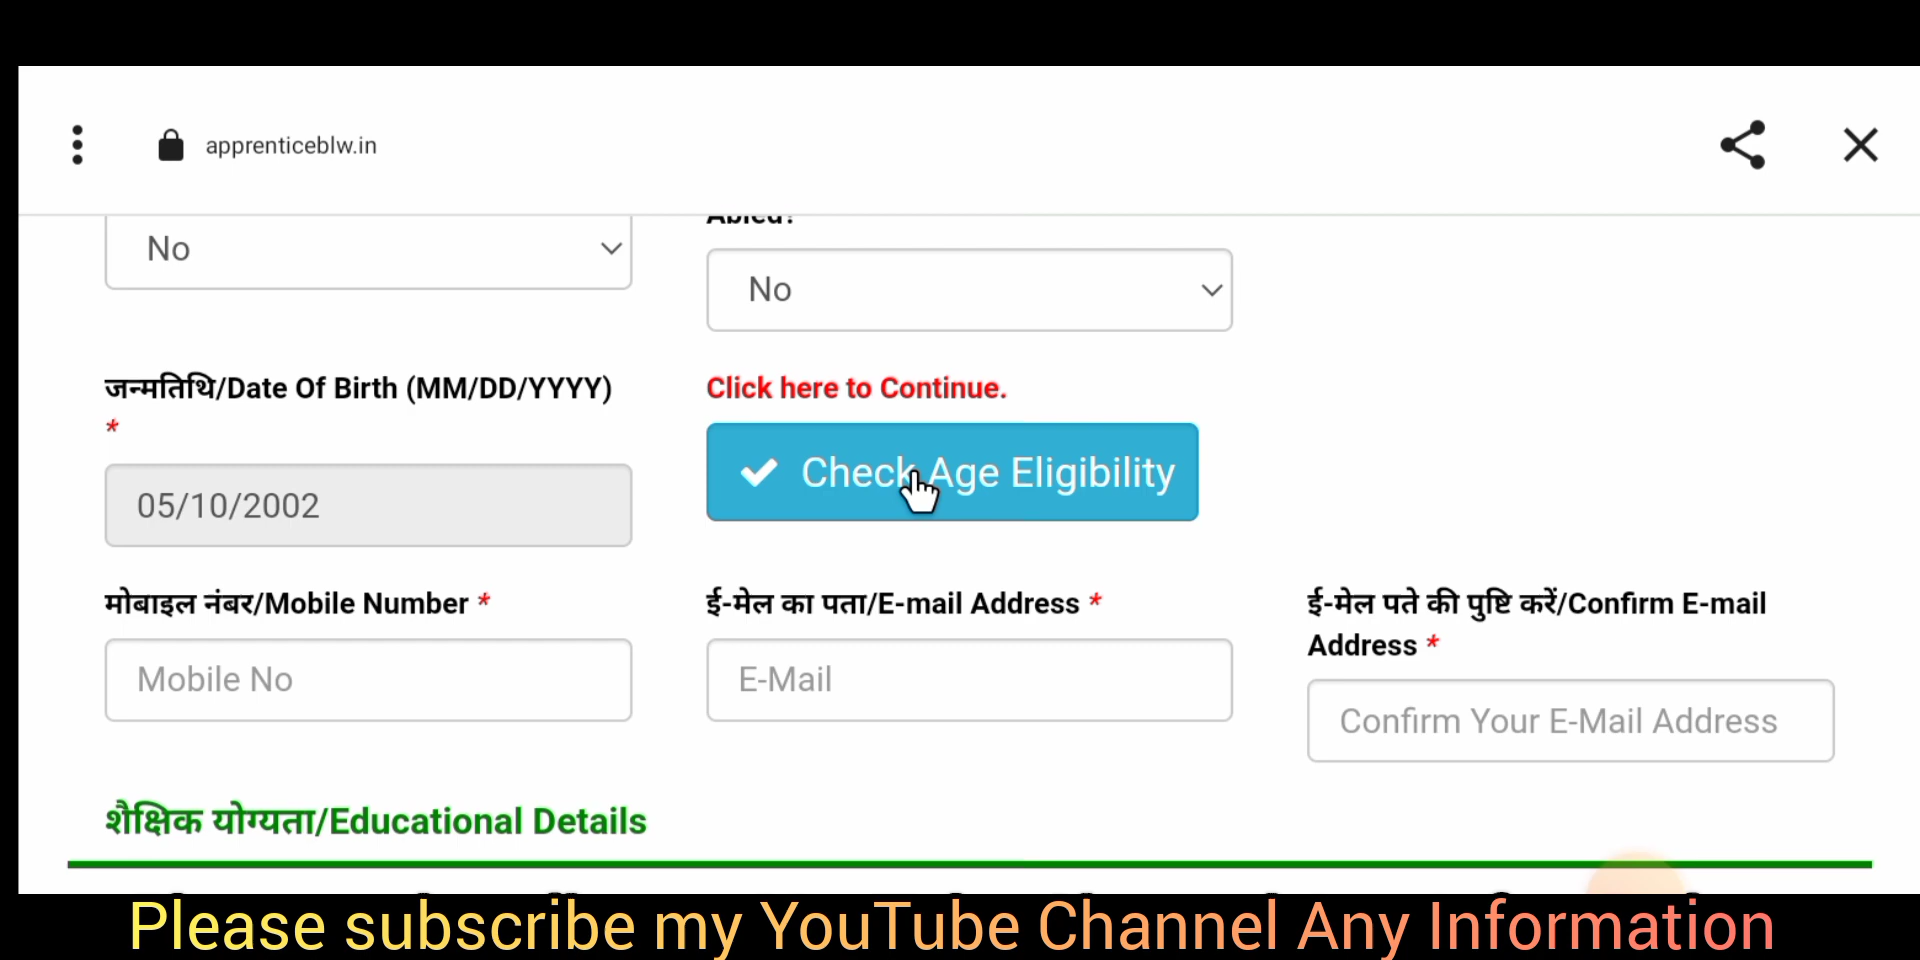 apprenticeblw.in
Abled?
No
No
जन्मतिथि/Date Of Birth (MM/DD/YYYY)
*
Click here to Continue.
05/10/2002
Check Age Eligibility
मोबाइल नंबर/Mobile Number *
ई-मेल का पता/E-mail Address *
ई-मेल पते की पुष्टि करें/Confirm E-mail
Address *
Mobile No
E-Mail
Confirm Your E-Mail Address
शैक्षिक योग्यता/Educational Details
Please subscribe my YouTube Channel Any Information